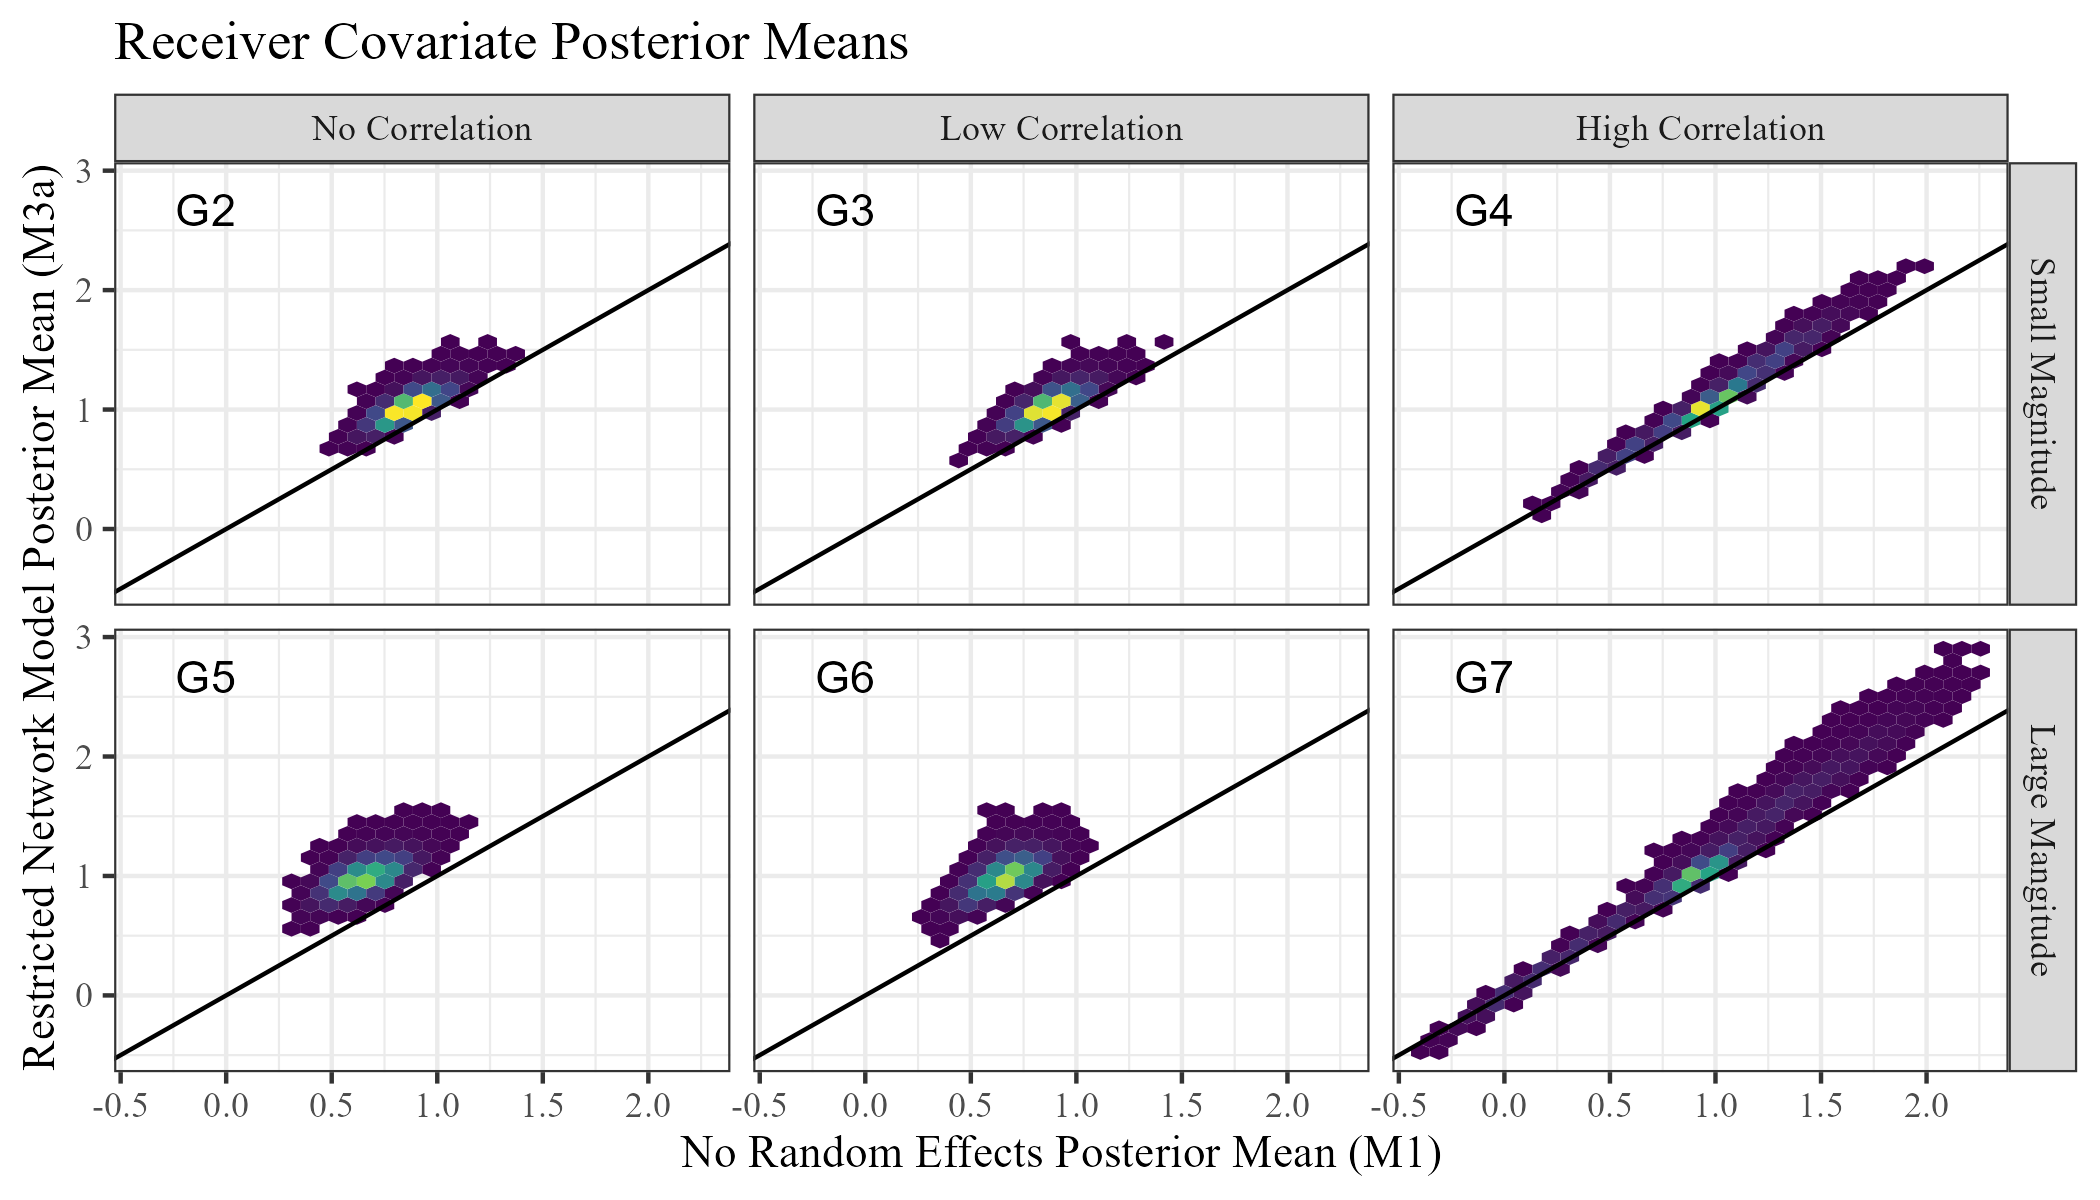 Receiver Covariate Posterior Means
No Correlation
Low Correlation
High Correlation
Restricted Network Model Posterior Mean (M3a)
3
2
1
0
G2
G3
G4
Small Magnitude
3
2
1
0
G5
G6
G7
Large Mangitude
-0.5 0.0 0.5 1.0 1.5 2.0
-0.5 0.0 0.5 1.0 1.5 2.0
-0.5 0.0 0.5 1.0 1.5 2.0
No Random Effects Posterior Mean (M1)